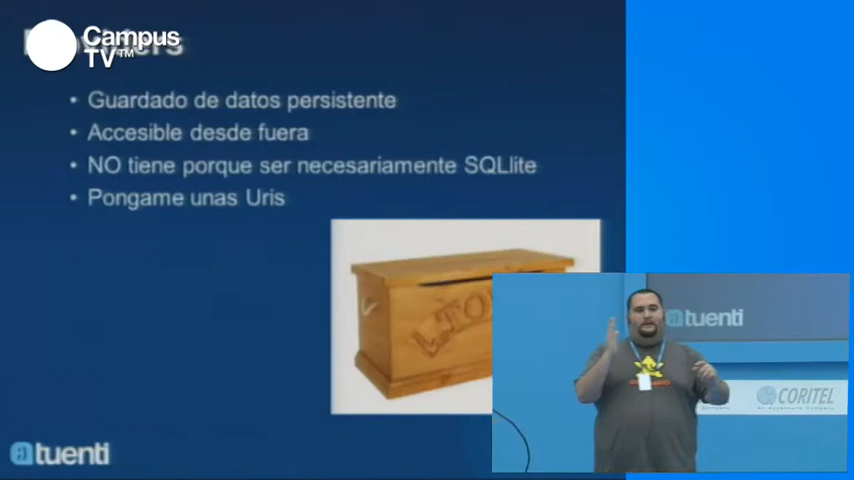 Campus
TV™
• Guardado de datos persistente
• Accesible desde fuera
• NO tiene porque ser necesariamente SQLlite
• Pongame unas Uris
tuenti
CORITEL
tuenti